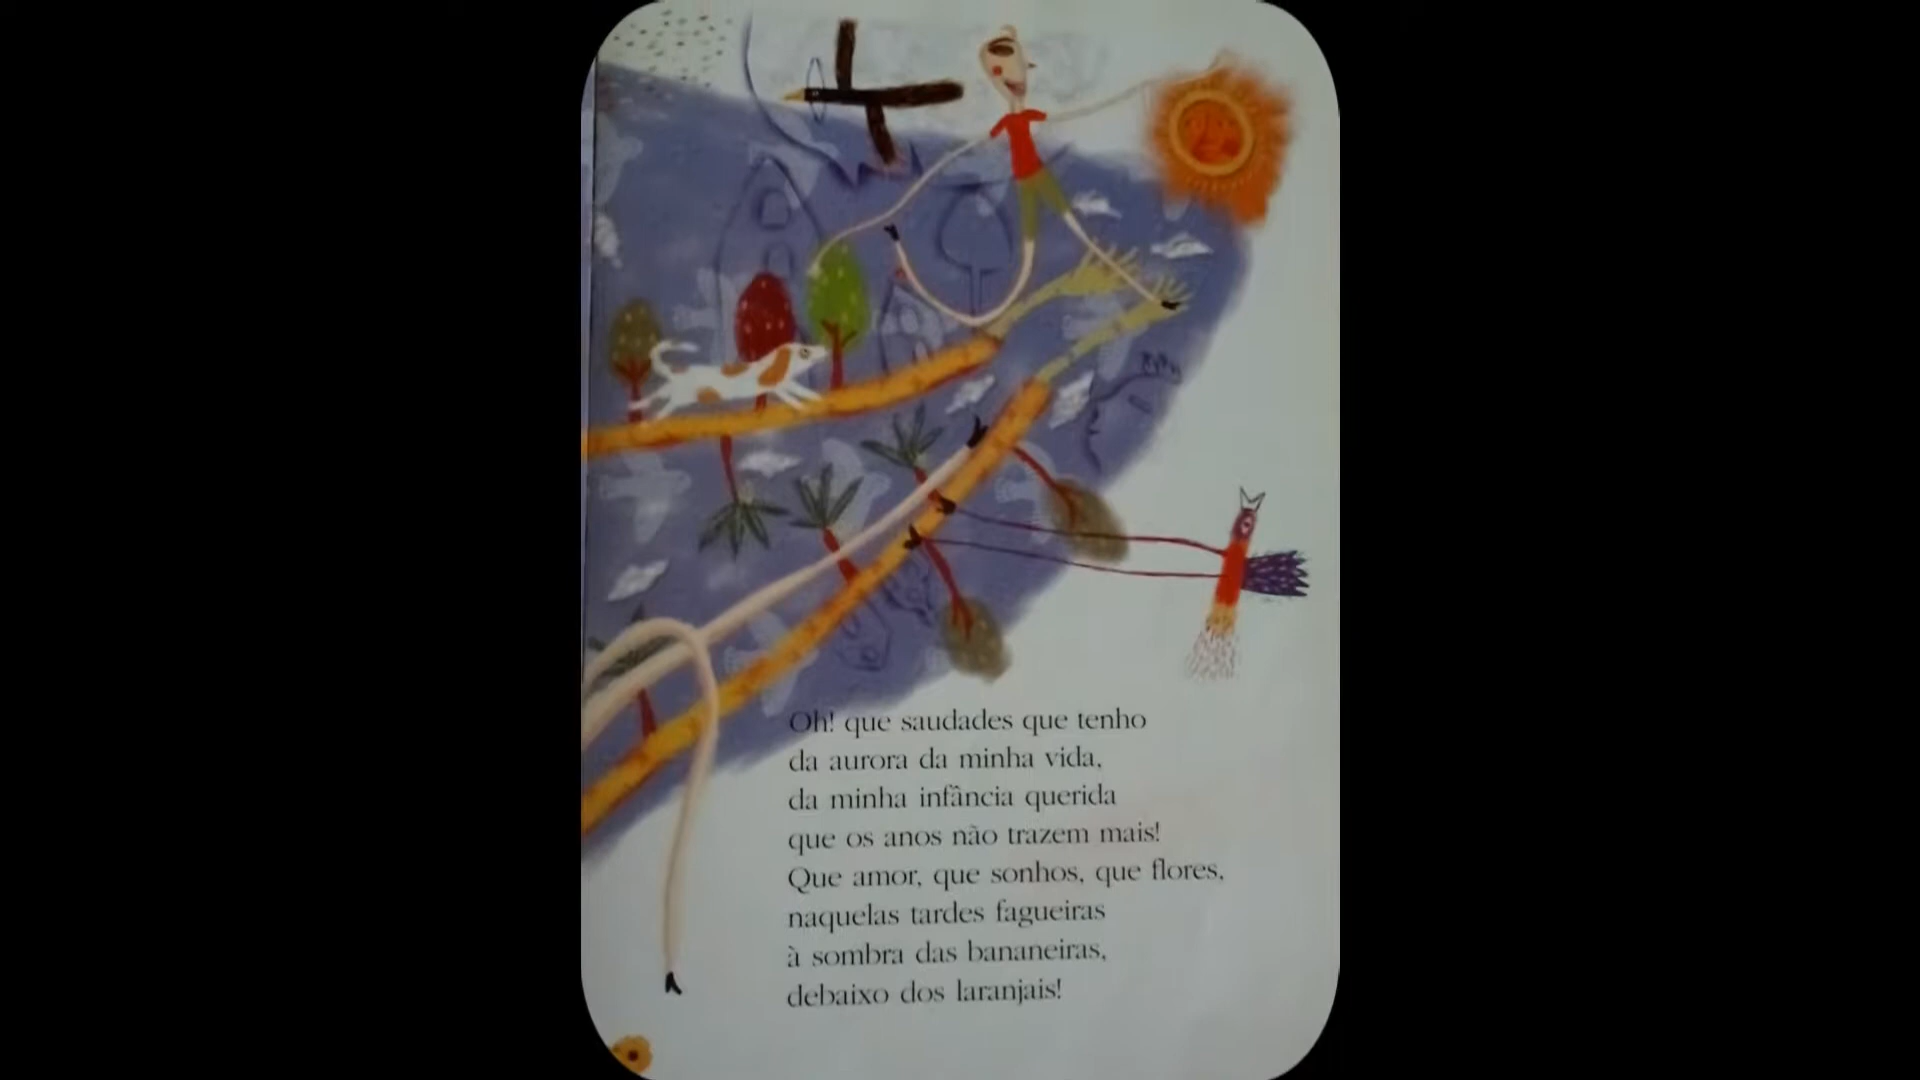 Oh! que saudades que tenho
da aurora da minha vida,
da minha infância querida
que os anos não trazem mais!
Que amor, que sonhos, que flores,
naquelas tardes fagueiras
à sombra das bananeiras,
debaixo dos laranjais!